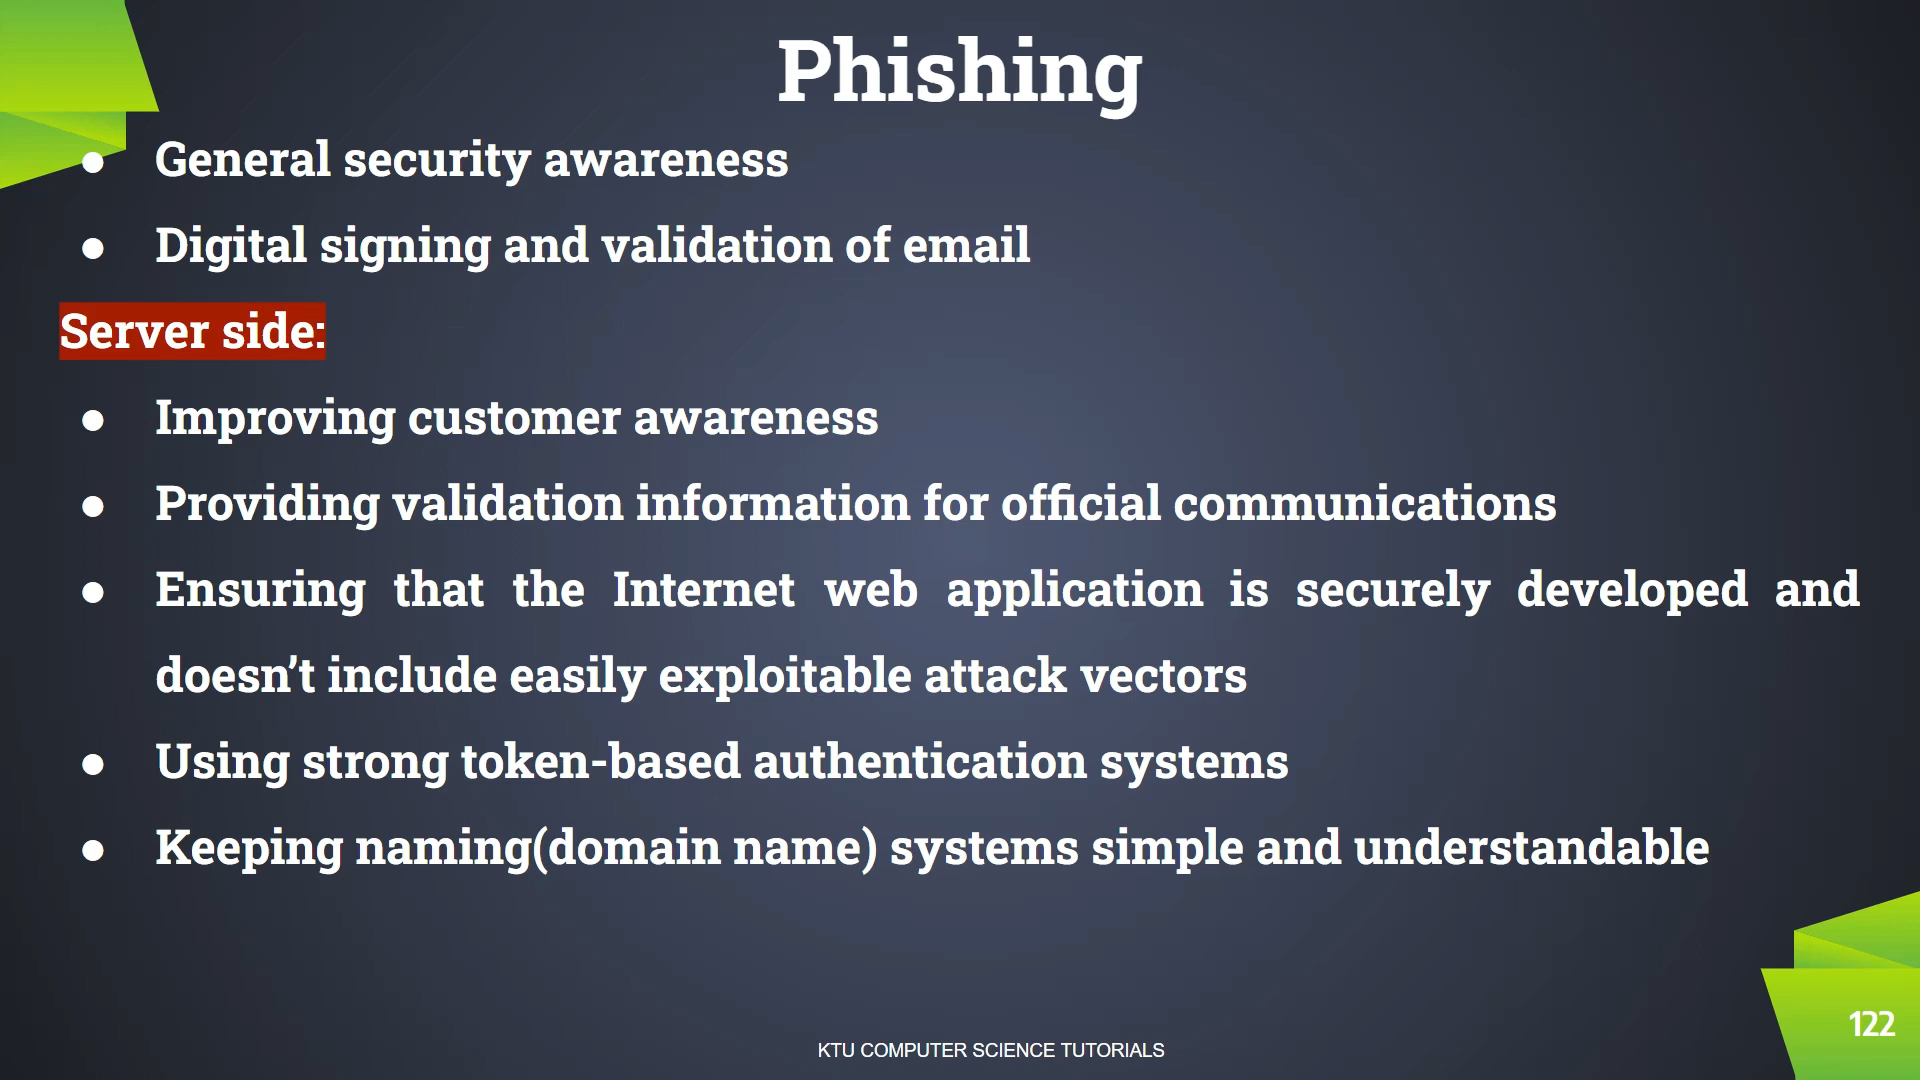 Phishing
● General security awareness
● Digital signing and validation of email
Server side:
● Improving customer awareness
● Providing validation information for official communications
● Ensuring that the Internet web application is securely developed and
doesn’t include easily exploitable attack vectors
● Using strong token-based authentication systems
● Keeping naming(domain name) systems simple and understandable
122
KTU COMPUTER SCIENCE TUTORIALS